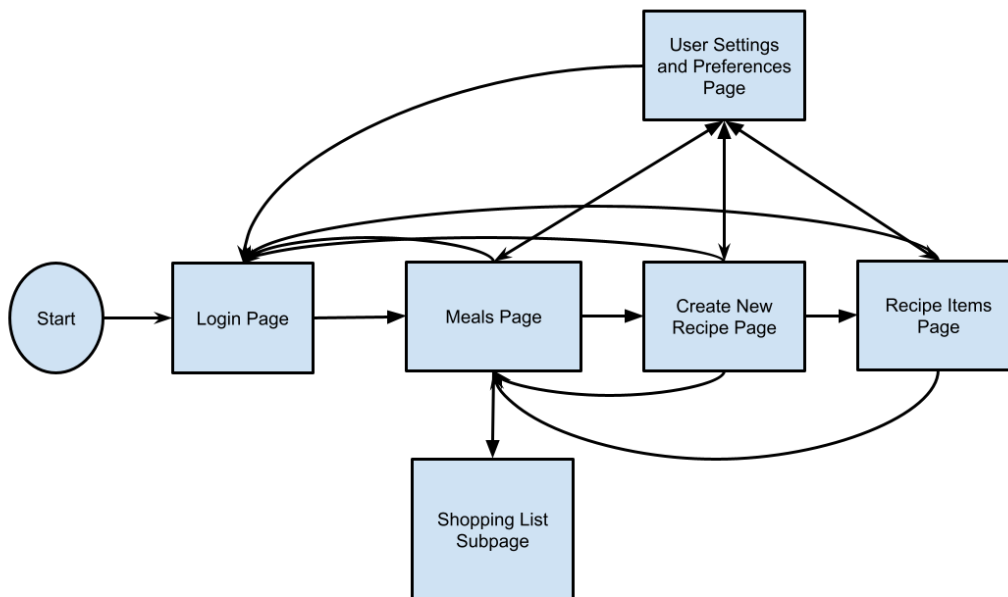 User Settings
and Preferences
Page
Start
Login Page
Meals Page
Create New
Recipe Page
Recipe Items
Page
Shopping List
Subpage